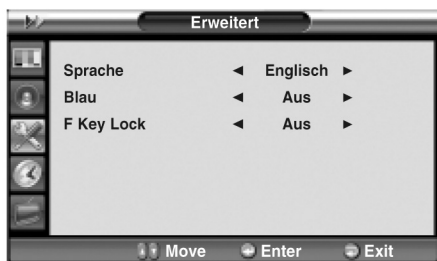 Erweitert
Sprache ◄ Englisch ►
Blau ◄ Aus ►
F Key Lock ◄ Aus ►
Move Enter Exit